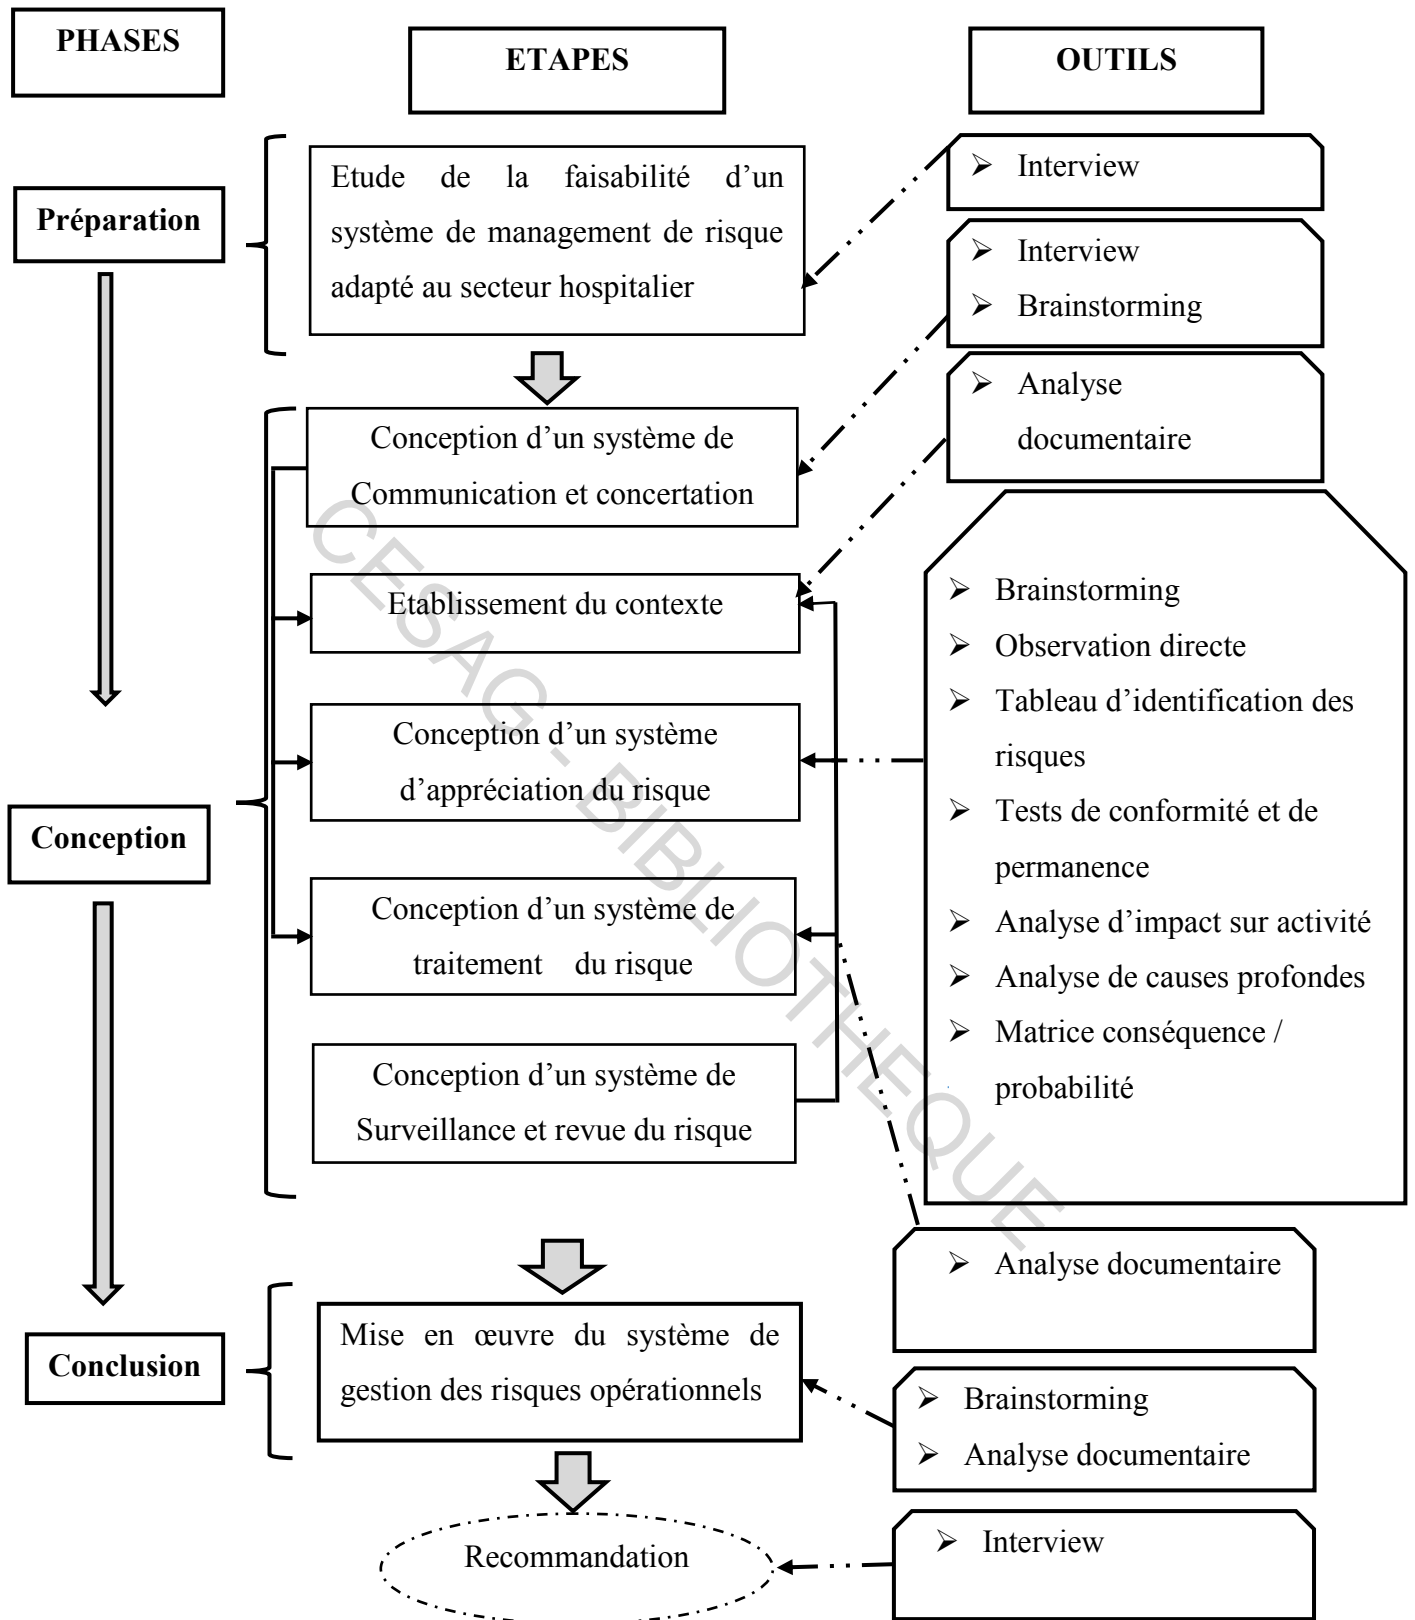 PHASES
ETAPES
OUTILS
Préparation
Etude de la faisabilité d’un
système de management de risque
adapté au secteur hospitalier
➢ Interview
➢ Interview
➢ Brainstorming
Conception
Conception d’un système de
Communication et concertation
➢ Analyse
documentaire
Etablissement du contexte
Conception d’un système
d’appréciation du risque
Conception d’un système de
traitement du risque
Conception d’un système de
Surveillance et revue du risque
➢ Brainstorming
➢ Observation directe
➢ Tableau d’identification des
risques
➢ Tests de conformité et de
permanence
➢ Analyse d’impact sur activité
➢ Analyse de causes profondes
➢ Matrice conséquence /
probabilité
➢ Analyse documentaire
Conclusion
Mise en œuvre du système de
gestion des risques opérationnels
➢ Brainstorming
➢ Analyse documentaire
Recommandation
➢ Interview
CESAG - BIBLIOTHEQUE